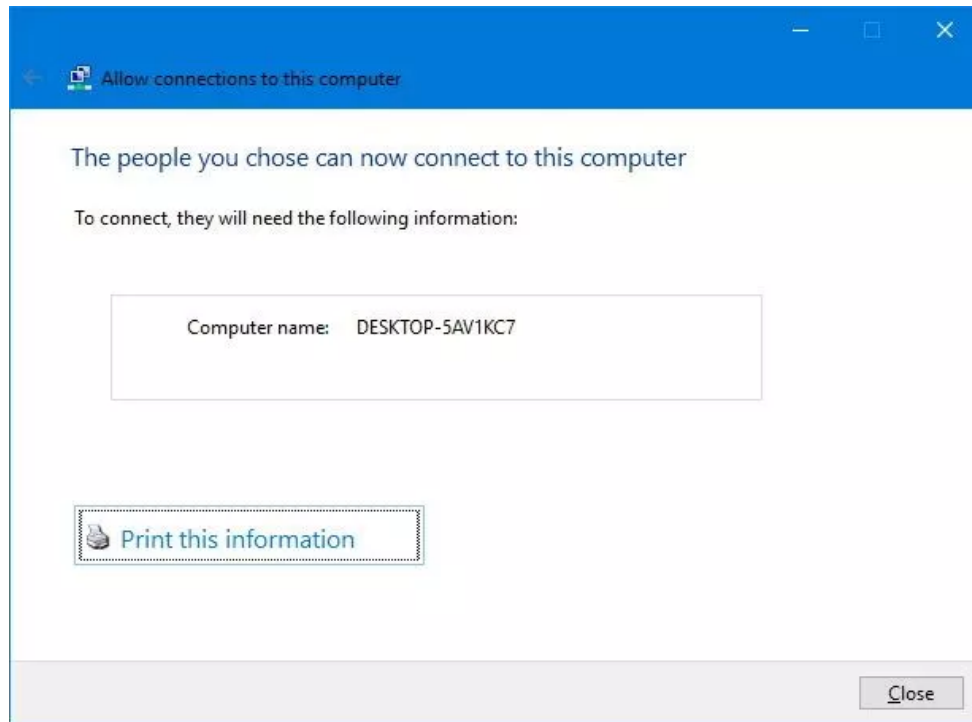 Allow connections to this computer
The people you chose can now connect to this computer
To connect, they will need the following information:
Computer name: DESKTOP-5AV1KC7
Print this information
Close